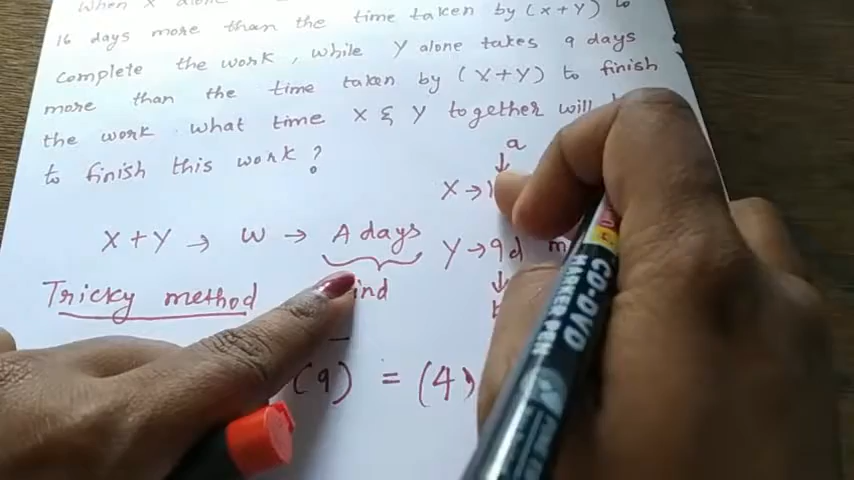 When X alone
16 days more than the time taken by (X+Y) to
complete the work, while Y alone takes 9 days
more than the time taken by (X+Y) to finish
the work. what time X & Y together will
to finish this work?
a
X →
X+Y → W → A days
Y → 9d
Tricky method
(9) = (4)
CD-DVD
MARKER PEN